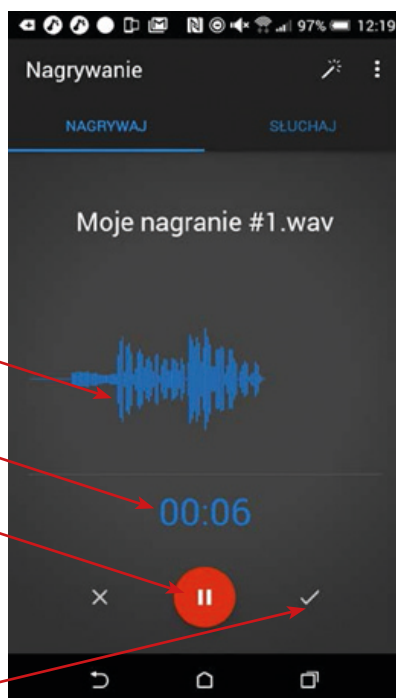 97% 12:19
Nagrywanie
NAGRYWAJ SŁUCHAJ
Moje nagranie #1.wav
00:06